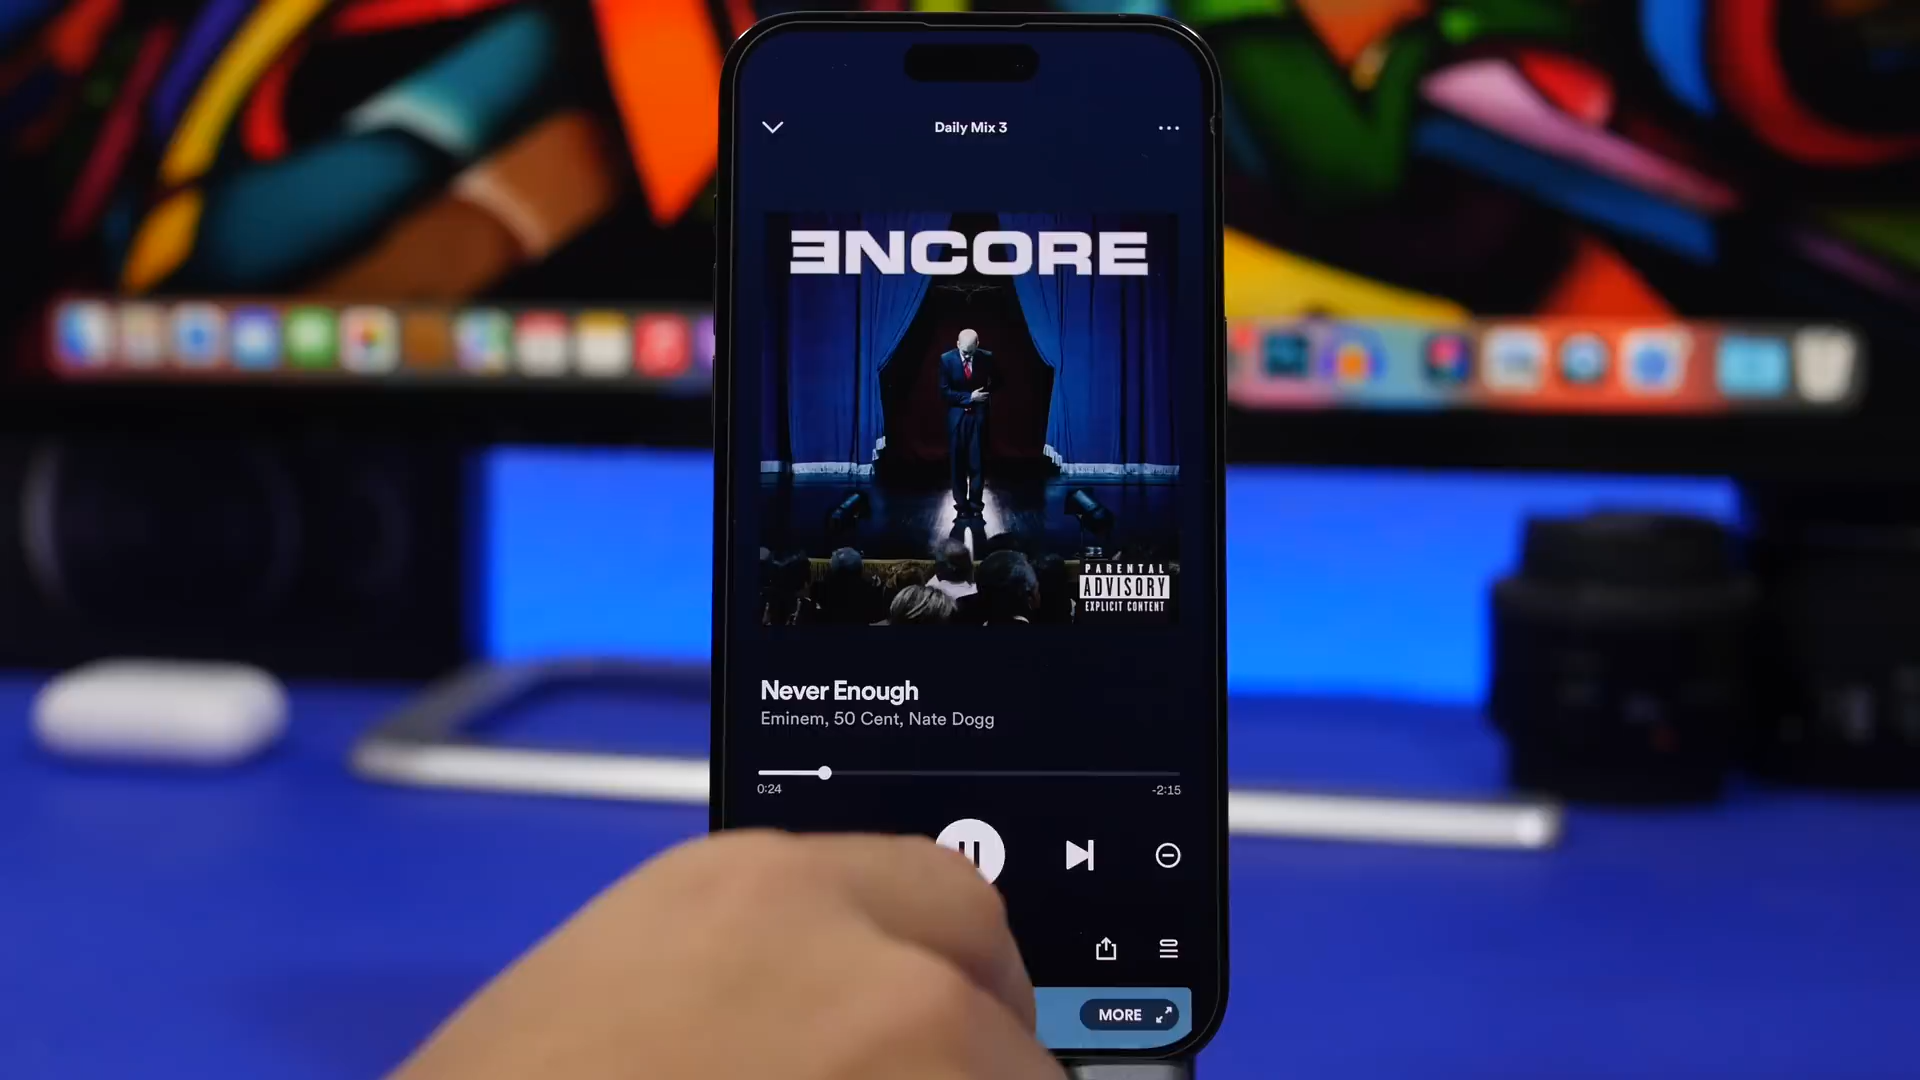 Daily Mix 3
ƎNCORE
PARENTAL
ADVISORY
EXPLICIT CONTENT
Never Enough
Eminem, 50 Cent, Nate Dogg
0:24
-2:15
MORE